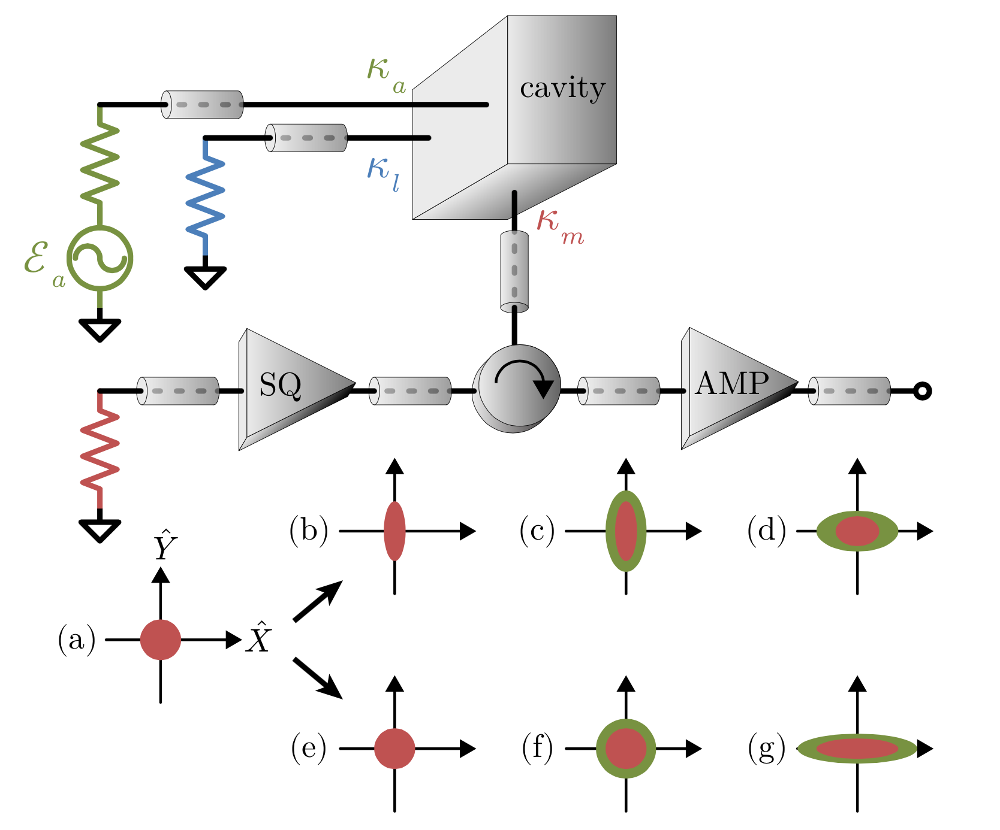 κ_a
cavity
κ_l
κ_m
ℰ_a
SQ
AMP
(b)
(c)
(d)
Ŷ
(a)
X̂
(e)
(f)
(g)